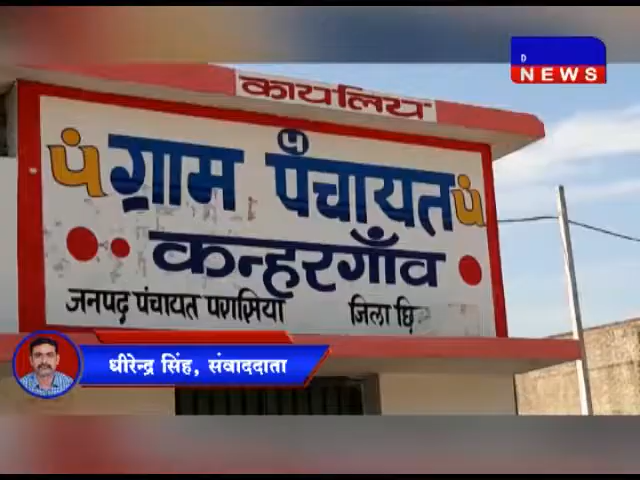 D
NEWS
कार्यालय
पं ग्राम पंचायत पं
प
कन्हरगाँव
जनपद पंचायत परासिया जिला छि
धीरेन्द्र सिंह, संवाददाता